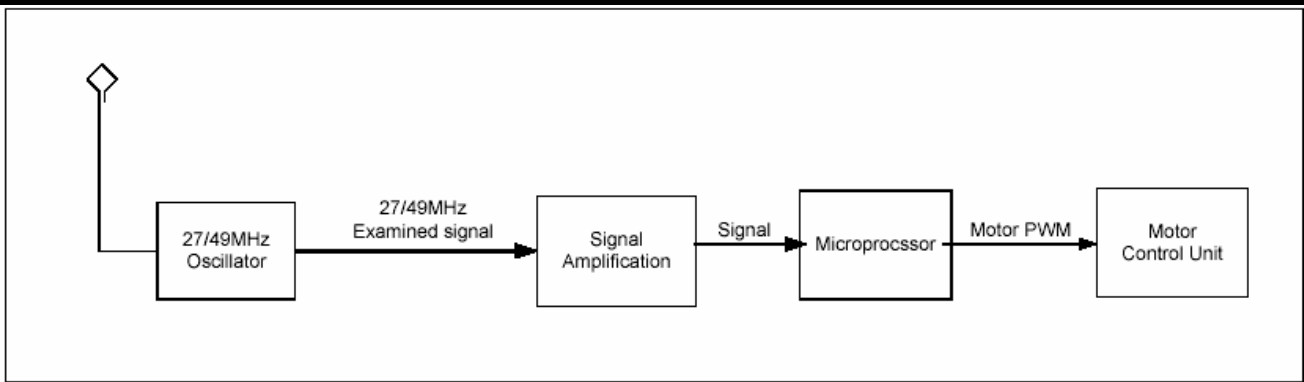 27/49MHz
Oscillator
27/49MHz
Examined signal
Signal
Amplification
Signal
Microprocssor
Motor PWM
Motor
Control Unit